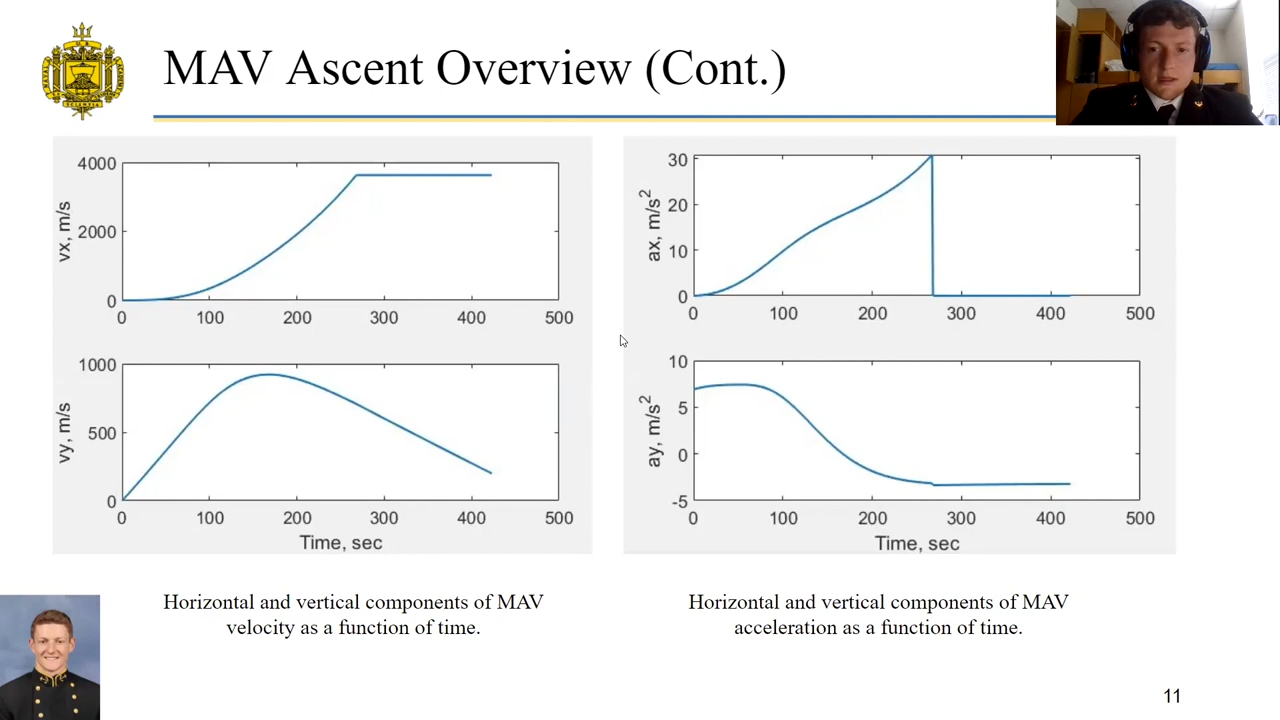 MAV Ascent Overview (Cont.)
4000
2000
0
vx, m/s
0 100 200 300 400 500
1000
500
0
vy, m/s
0 100 200 300 400 500
Time, sec
30
20
10
0
ax, m/s²
0 100 200 300 400 500
10
5
0
-5
ay, m/s²
0 100 200 300 400 500
Time, sec
Horizontal and vertical components of MAV
velocity as a function of time.
Horizontal and vertical components of MAV
acceleration as a function of time.
11